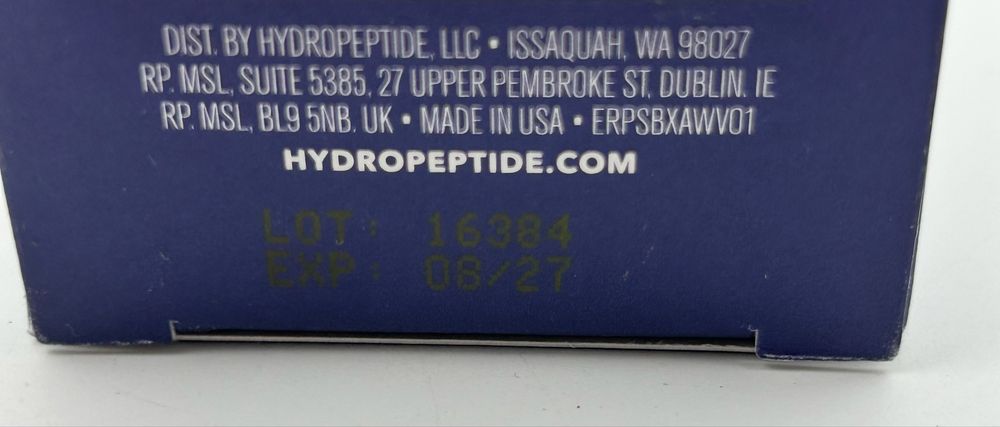 DIST. BY HYDROPEPTIDE, LLC • ISSAQUAH, WA 98027
RP. MSL, SUITE 5385, 27 UPPER PEMBROKE ST, DUBLIN. IE
RP. MSL, BL9 5NB. UK • MADE IN USA • ERPSBXAWV01
HYDROPEPTIDE.COM
LOT: 16384
EXP: 08/27